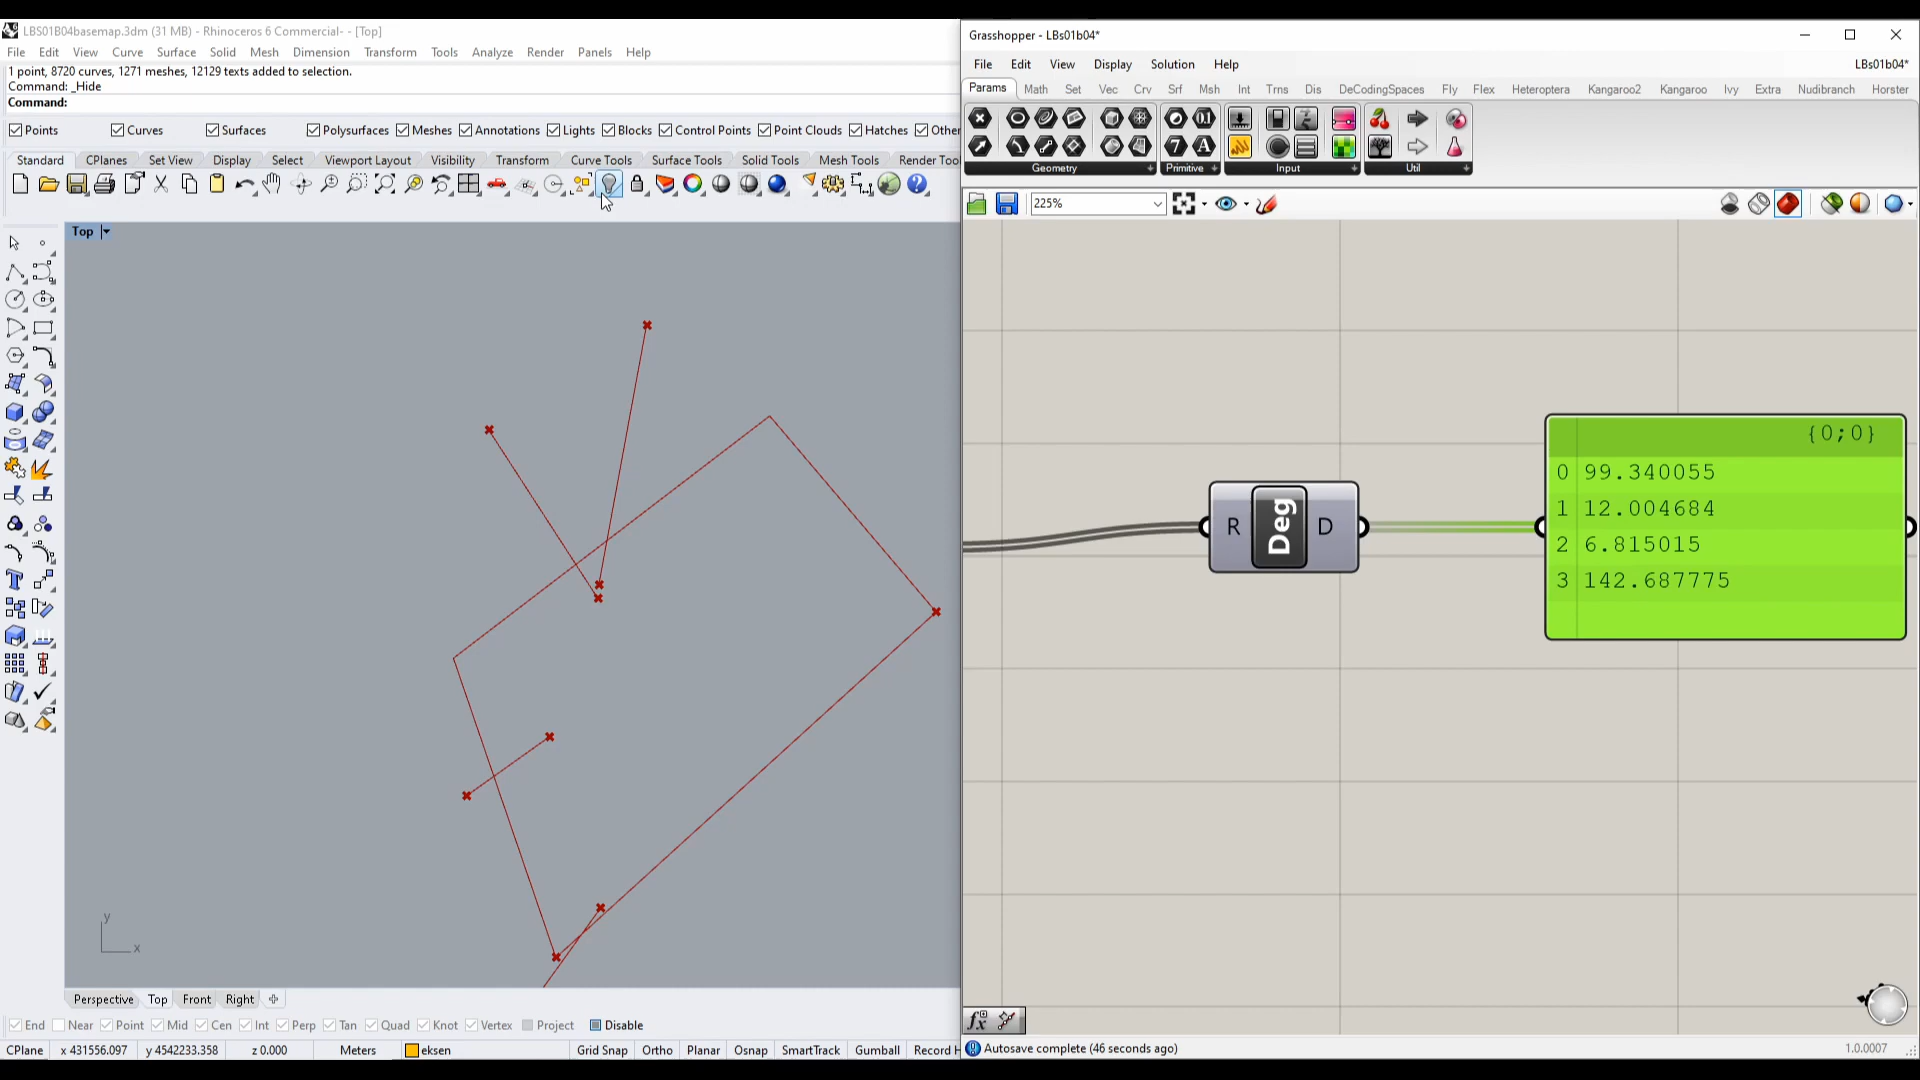 LBS01B04basemap.3dm (31 MB) - Rhinoceros 6 Commercial- - [Top]
File Edit View Curve Surface Solid Mesh Dimension Transform Tools Analyze Render Panels Help
1 point, 8720 curves, 1271 meshes, 12129 texts added to selection.
Command: _Hide
Command:
Points Curves Surfaces Polysurfaces Meshes Annotations Lights Blocks Control Points Point Clouds Hatches Other
Standard CPlanes Set View Display Select Viewport Layout Visibility Transform Curve Tools Surface Tools Solid Tools Mesh Tools Render Too
Top
y
x
Perspective Top Front Right
End Near Point Mid Cen Int Perp Tan Quad Knot Vertex Project Disable
CPlane x 431556.097 y 4542233.358 z 0.000 Meters eksen Grid Snap Ortho Planar Osnap SmartTrack Gumball Record H
Grasshopper - LBs01b04*
File Edit View Display Solution Help LBs01b04*
Params Math Set Vec Crv Srf Msh Int Trns Dis DeCodingSpaces Fly Flex Heteroptera Kangaroo2 Kangaroo Ivy Extra Nudibranch Horster
Geometry Primitive Input Util
225%
R Deg D
{0;0}
0 99.340055
1 12.004684
2 6.815015
3 142.687775
Autosave complete (46 seconds ago) 1.0.0007